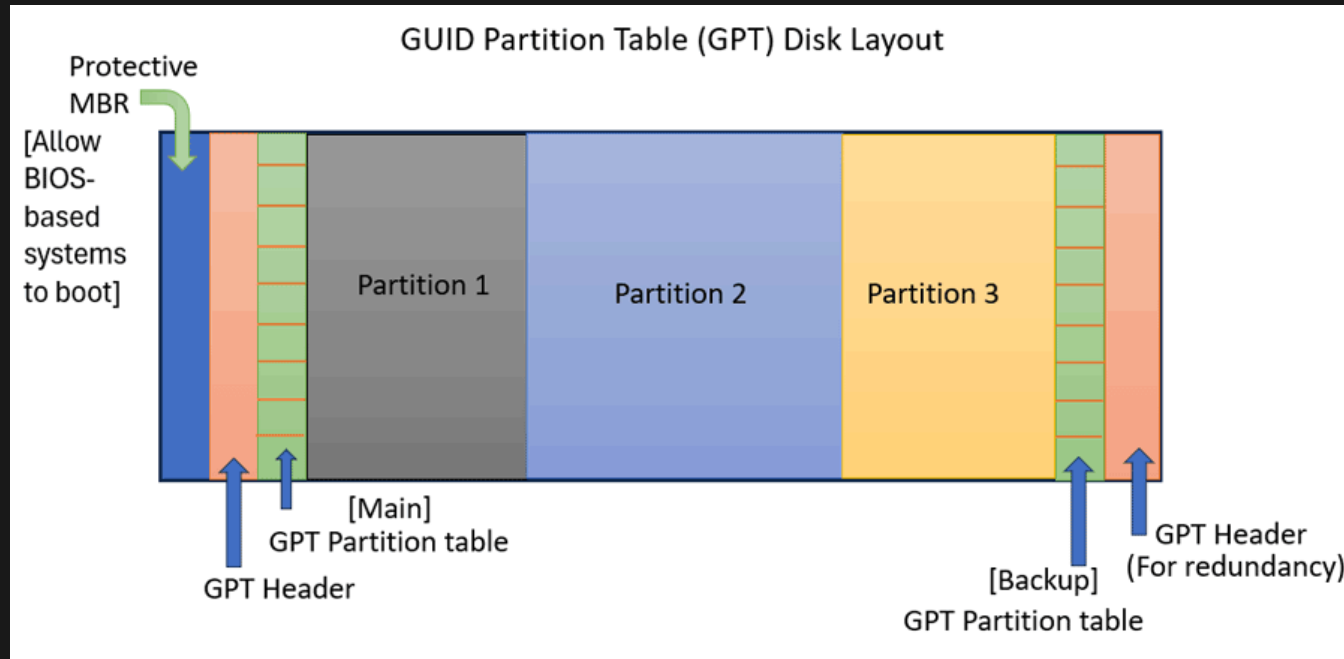 GUID Partition Table (GPT) Disk Layout
Protective
MBR
[Allow
BIOS-
based
systems
to boot]
Partition 1
Partition 2
Partition 3
[Main]
GPT Partition table
GPT Header
[Backup]
GPT Partition table
GPT Header
(For redundancy)